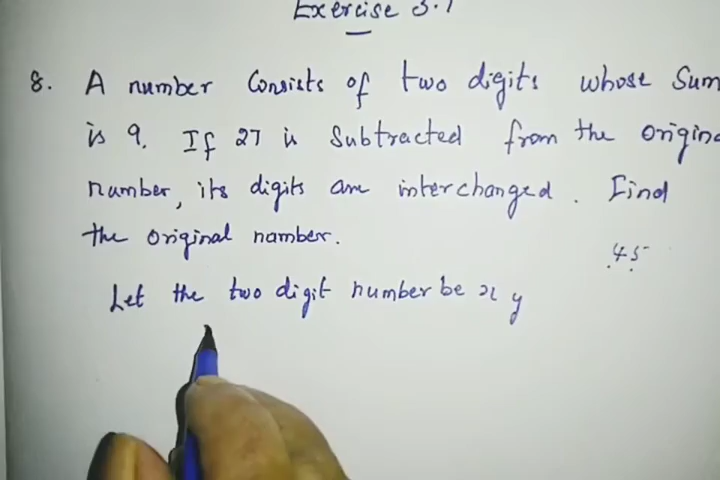 Exercise 3.1
8. A number consists of two digits whose Sum
is 9. If 27 is Subtracted from the origina
number, its digits are interchanged. Find
the original number.
45
Let the two digit number be x y